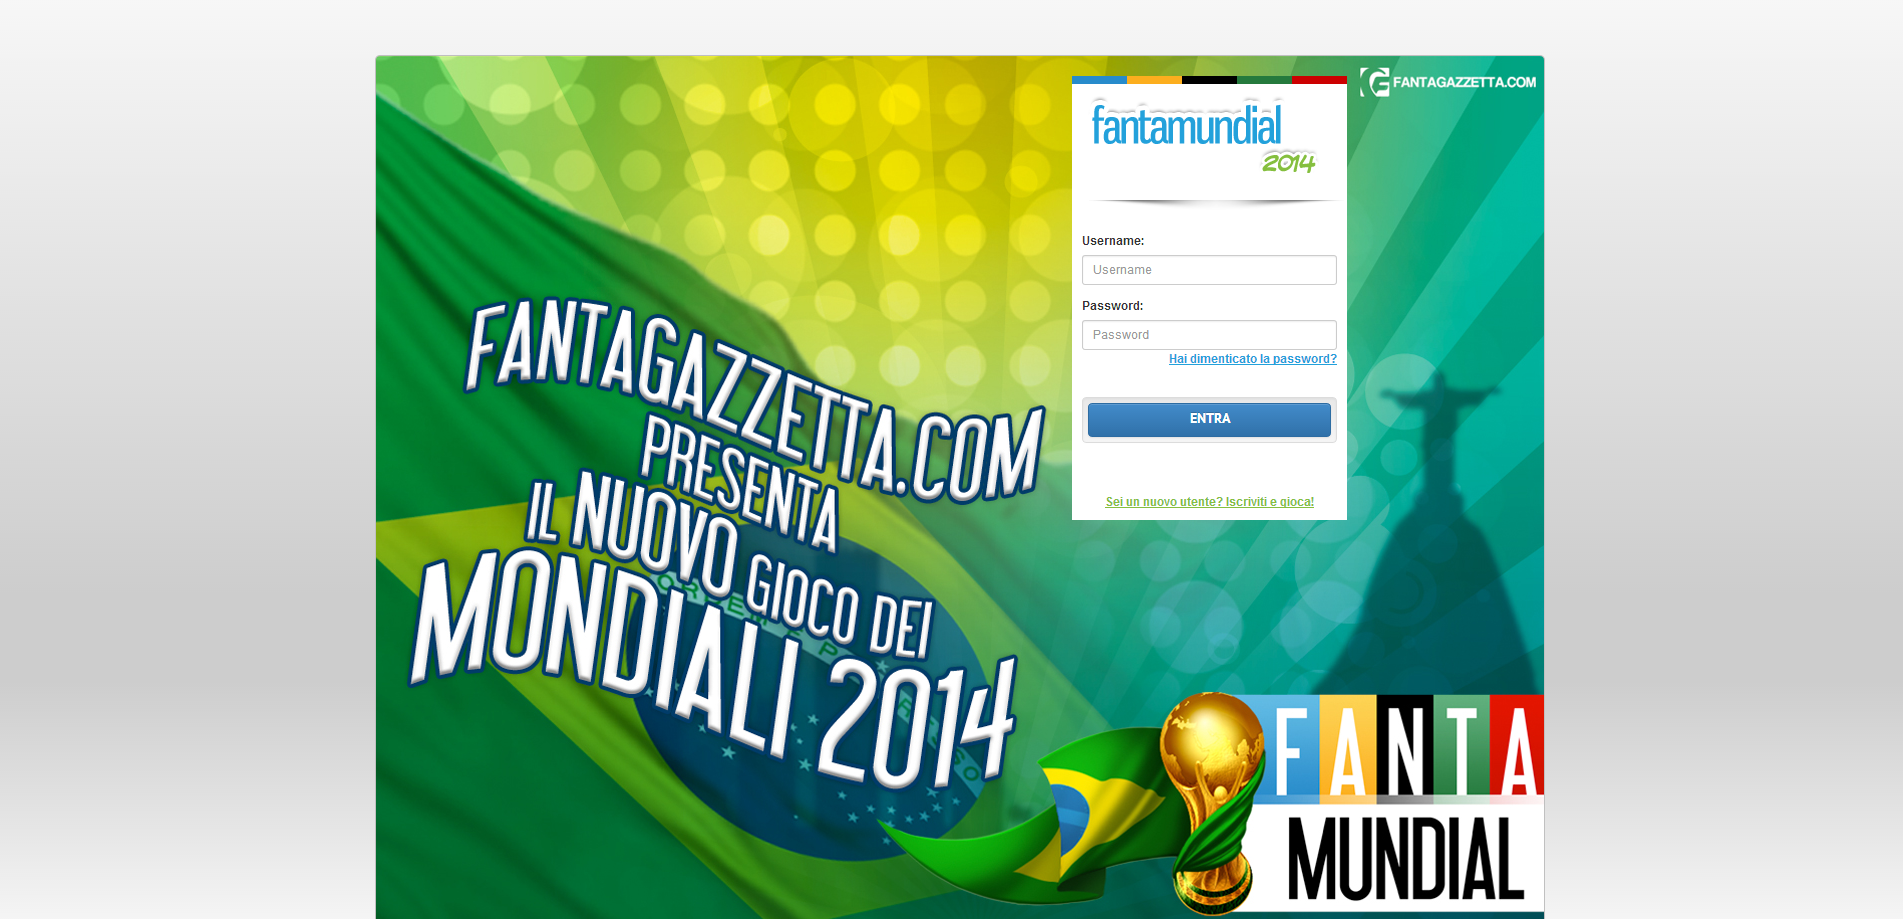 FANTAGAZZETTA.COM
fantamundial
2014
Username:
Username
Password:
Password
Hai dimenticato la password?
ENTRA
Sei un nuovo utente? Iscriviti e gioca!
FANTAGAZZETTA.COM
PRESENTA
IL NUOVO GIOCO DEI
MONDIALI 2014
FANTA
MUNDIAL